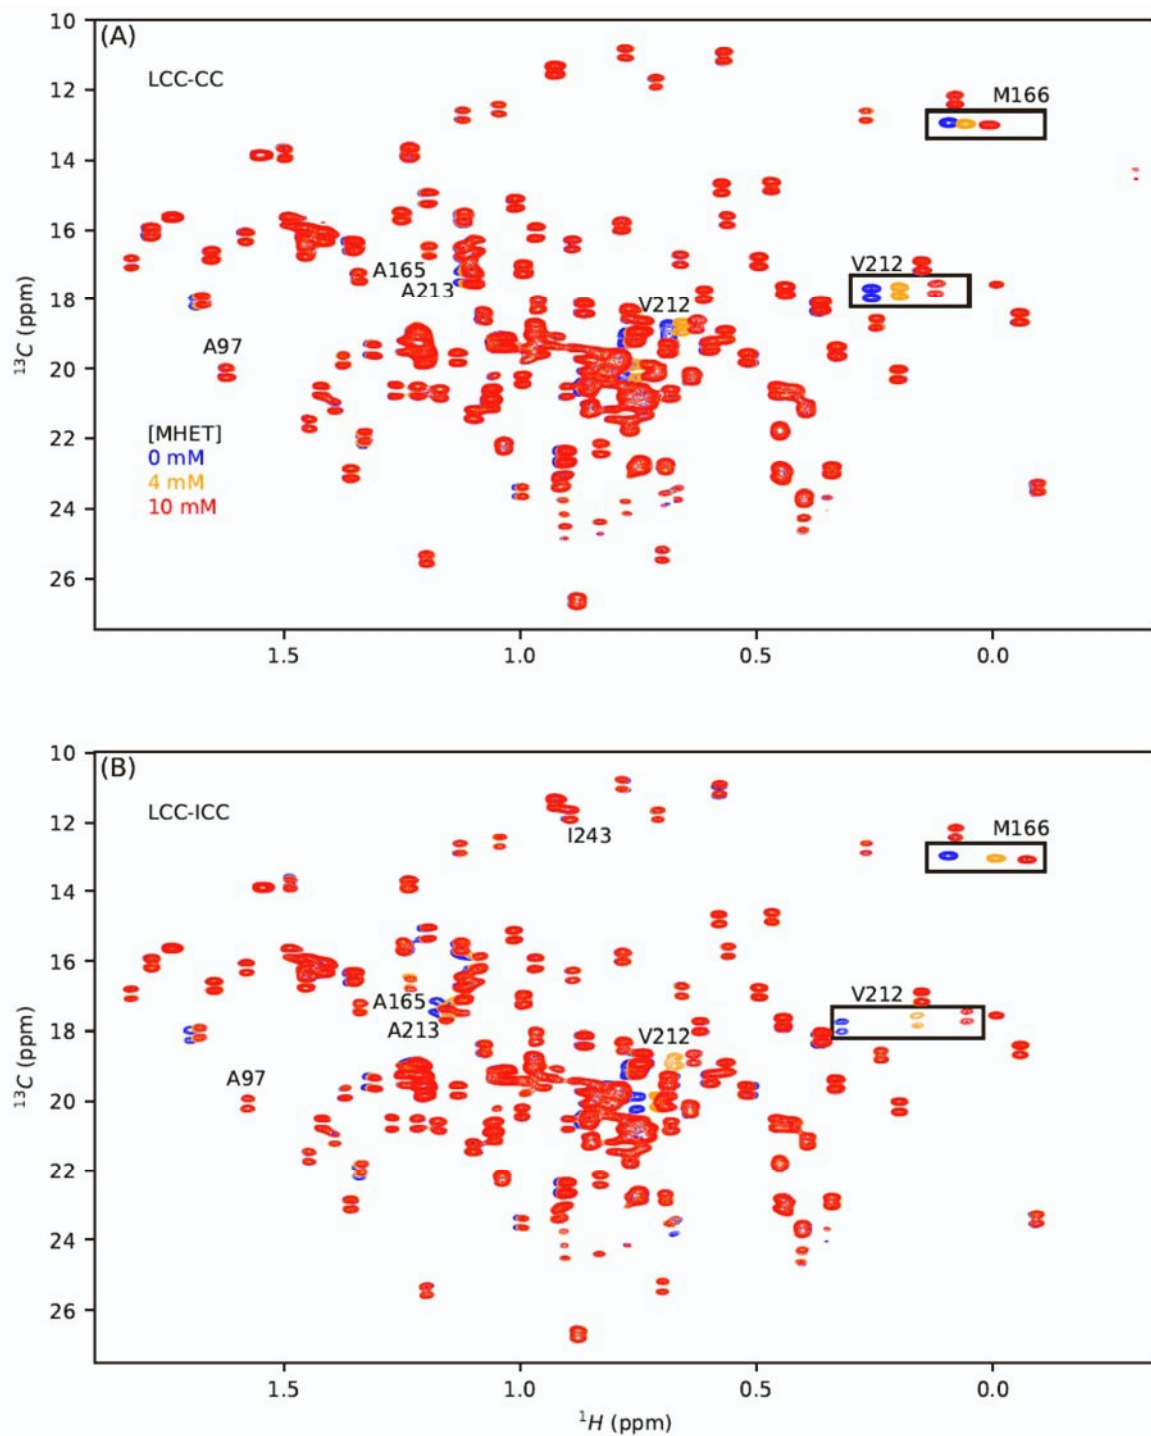 (A)
LCC-CC
M166
V212
A165
A213
V212
A97
[MHET]
0 mM
4 mM
10 mM
10
12
14
16
18
20
22
24
26
¹³C (ppm)
1.5 1.0 0.5 0.0
(B)
LCC-ICC
I243
M166
V212
A165
A213
V212
A97
10
12
14
16
18
20
22
24
26
¹³C (ppm)
1.5 1.0 0.5 0.0
¹H (ppm)